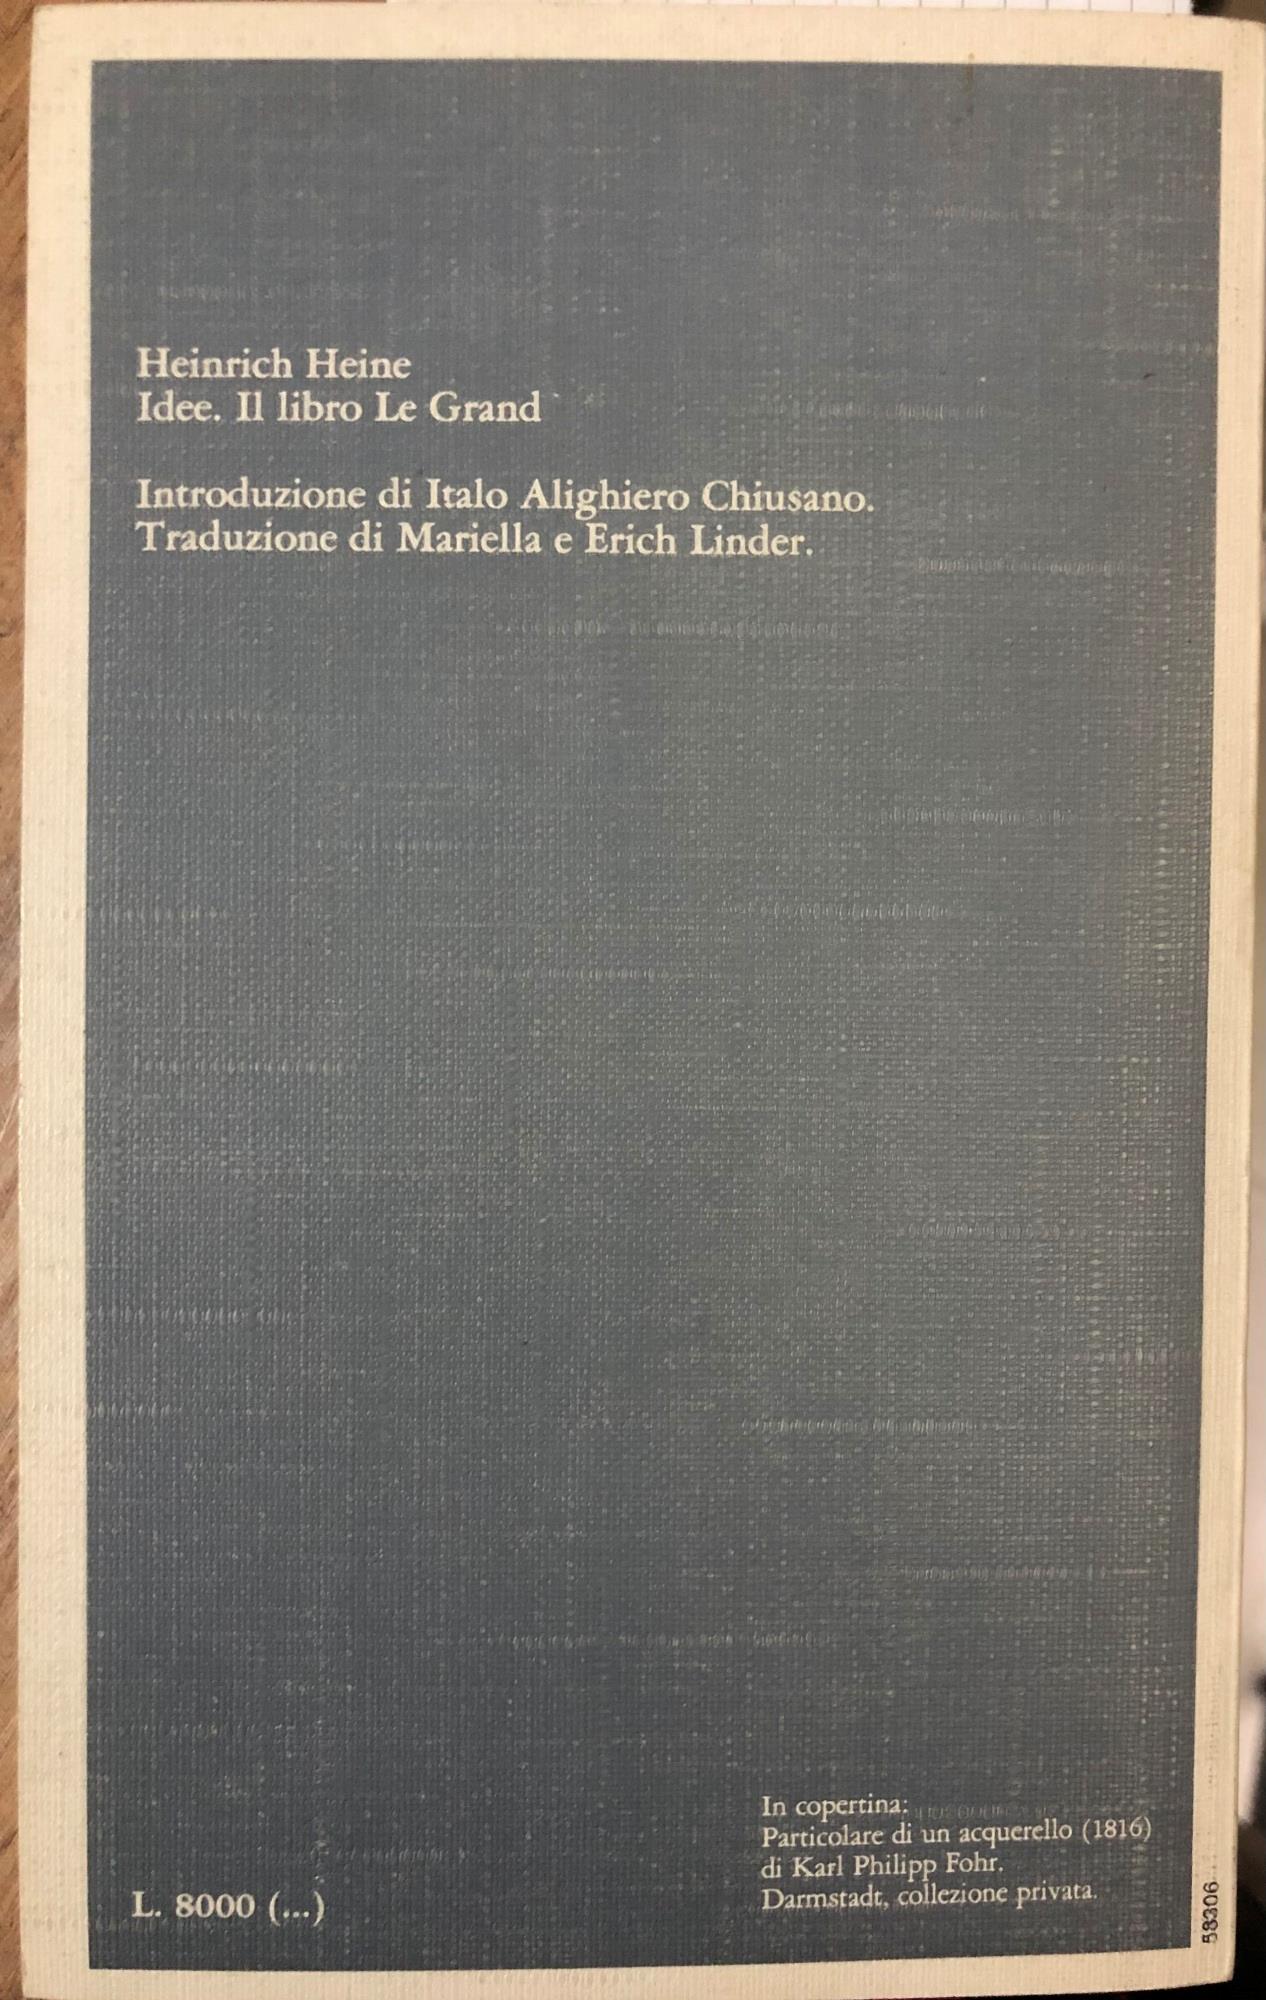 Heinrich Heine
Idee. Il libro Le Grand
Introduzione di Italo Alighiero Chiusano.
Traduzione di Mariella e Erich Linder.
In copertina:
Particolare di un acquerello (1816)
di Karl Philipp Fohr.
Darmstadt, collezione privata.
L. 8000 (...)
58306